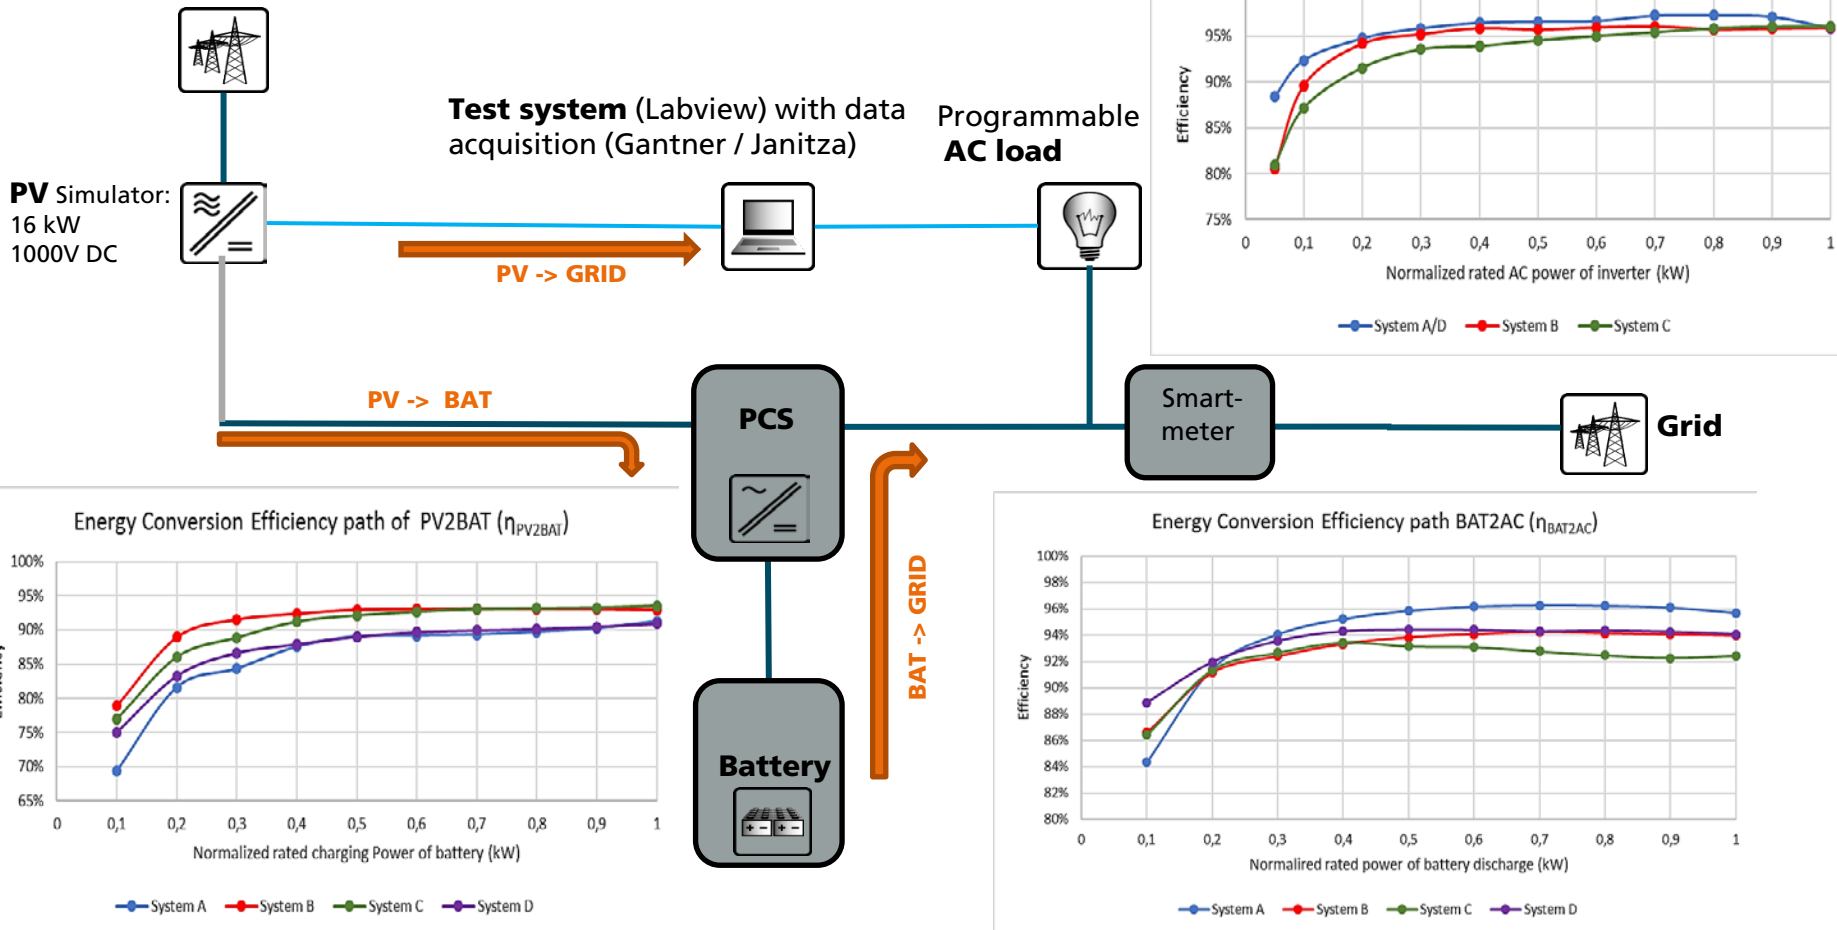 Test system (Labview) with data
acquisition (Gantner / Janitza)
Programmable
AC load
PV Simulator:
16 kW
1000V DC
PV -> GRID
95%
90%
85%
80%
75%
Efficiency
0 0,1 0,2 0,3 0,4 0,5 0,6 0,7 0,8 0,9 1
Normalized rated AC power of inverter (kW)
System A/D System B System C
PV -> BAT
PCS
Smart-
meter
Grid
BAT -> GRID
Battery
Energy Conversion Efficiency path of PV2BAT (ηPV2BAT)
100%
95%
90%
85%
80%
75%
70%
65%
0 0,1 0,2 0,3 0,4 0,5 0,6 0,7 0,8 0,9 1
Normalized rated charging Power of battery (kW)
System A System B System C System D
Energy Conversion Efficiency path BAT2AC (ηBAT2AC)
100%
98%
96%
94%
92%
90%
88%
86%
84%
82%
80%
Efficiency
0 0,1 0,2 0,3 0,4 0,5 0,6 0,7 0,8 0,9 1
Normalired rated power of battery discharge (kW)
System A System B System C System D